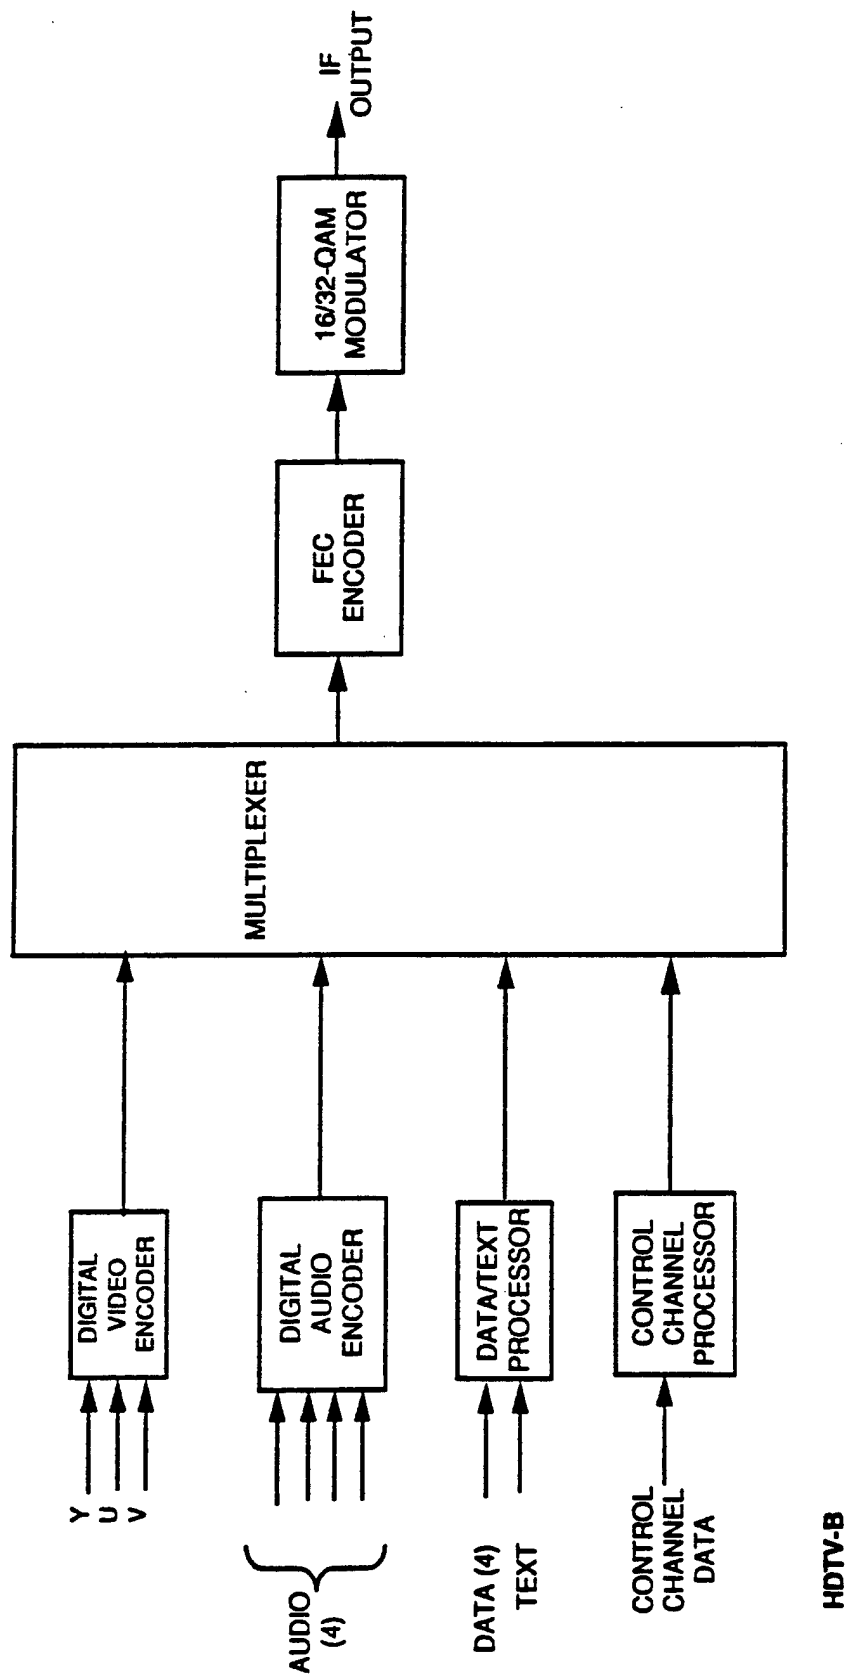 Y
U
V
DIGITAL
VIDEO
ENCODER
AUDIO
(4)
DIGITAL
AUDIO
ENCODER
DATA (4)
TEXT
DATA/TEXT
PROCESSOR
CONTROL
CHANNEL
DATA
CONTROL
CHANNEL
PROCESSOR
MULTIPLEXER
FEC
ENCODER
16/32-QAM
MODULATOR
IF
OUTPUT
HDTV-B